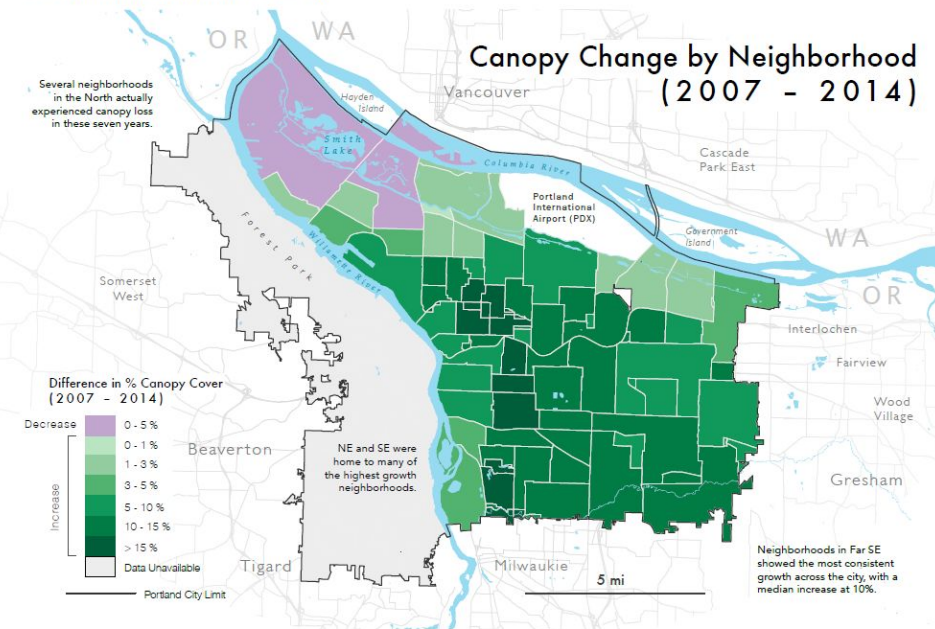 Canopy Change by Neighborhood
(2007 – 2014)
OR
WA
Several neighborhoods
in the North actually
experienced canopy loss
in these seven years.
Hayden
Island
Vancouver
Smith
Lake
Columbia River
Cascade
Park East
Portland
International
Airport (PDX)
Government
Island
WA
OR
Forest Park
Willamette River
Somerset
West
Interlochen
Fairview
Wood
Village
Gresham
Difference in % Canopy Cover
(2007 – 2014)
Decrease
0 - 5 %
0 - 1%
1 - 3%
3 - 5%
5 - 10 %
10 - 15 %
> 15 %
Increase
Data Unavailable
Portland City Limit
Beaverton
NE and SE were
home to many of
the highest growth
neighborhoods.
Tigard
Milwaukie
5 mi
Neighborhoods in Far SE
showed the most consistent
growth across the city, with a
median increase at 10%.